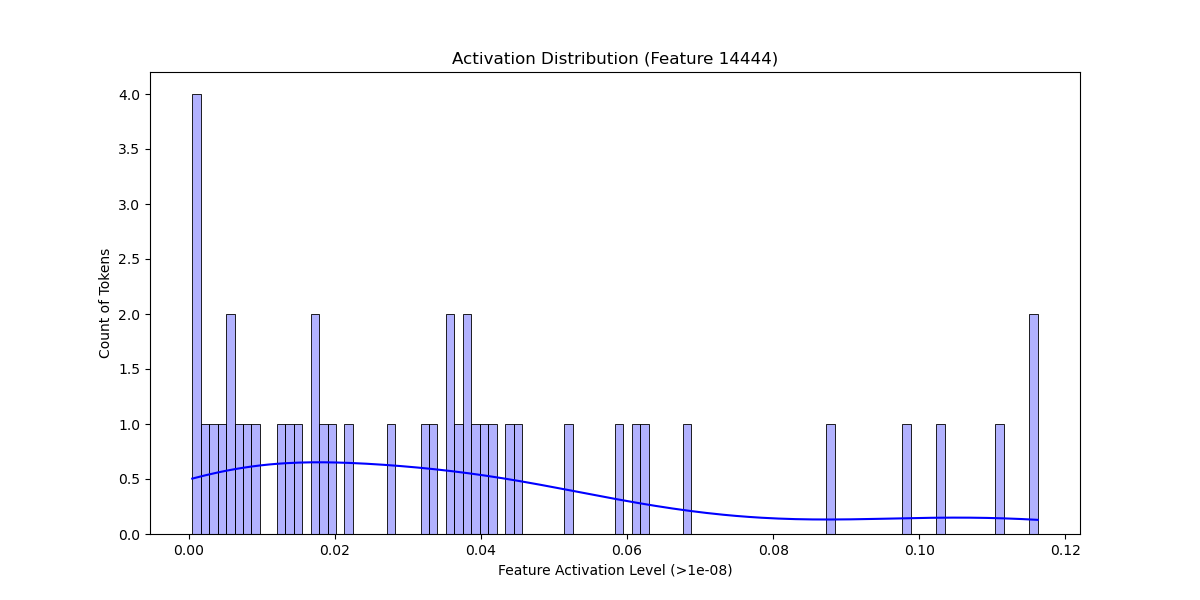 Activation Distribution (Feature 14444)
4.0
3.5
3.0
2.5
2.0
1.5
1.0
0.5
0.0
Count of Tokens
0.00 0.02 0.04 0.06 0.08 0.10 0.12
Feature Activation Level (>1e-08)